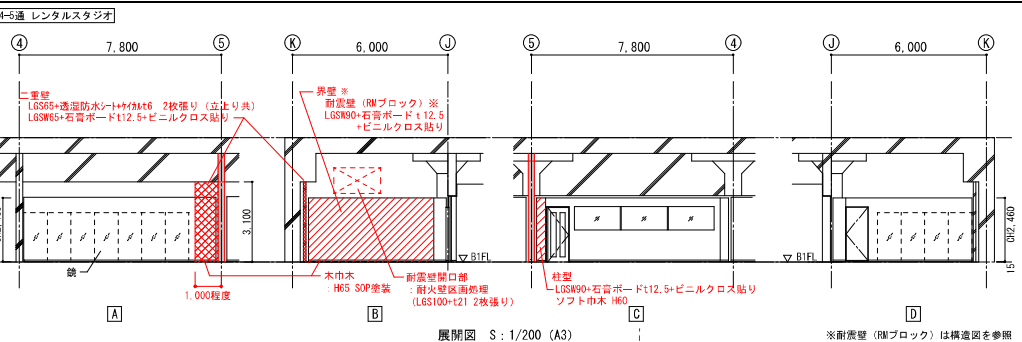 4-5通 レンタルスタジオ
④ 7,800 ⑤
Ⓚ 6,000 Ⓙ
⑤ 7,800 ④
Ⓙ 6,000 Ⓚ
二重壁
LGS65+透湿防水シート+ケイカルt6 2枚張り（立上り共）
LGSW65+石膏ボードt12.5+ビニルクロス貼り
界壁 ※
耐震壁（RMブロック）※
LGSW90+石膏ボードt12.5
+ビニルクロス貼り
3,100
鏡
1,000程度
木巾木
：H65 SOP塗装
耐震壁開口部
：耐火壁区画処理
(LGS100+t21 2枚張り)
▽B1FL
柱型
LGSW90+石膏ボードt12.5+ビニルクロス貼り
ソフト巾木 H60
▽B1FL
CH2,460
15
A
B
C
D
展開図 S：1/200 (A3)
※耐震壁（RMブロック）は構造図を参照